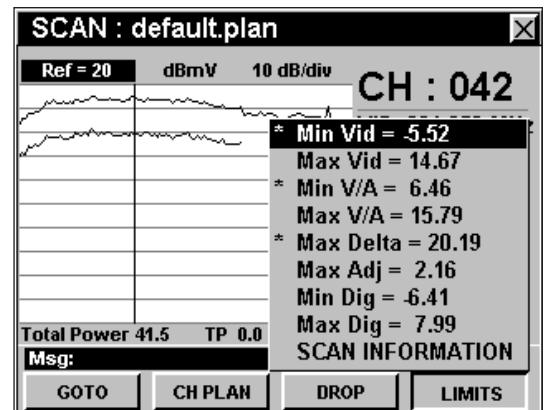 SCAN : default.plan
Ref = 20 dBmV 10 dB/div
CH : 042
* Min Vid = -5.52
Max Vid = 14.67
* Min V/A = 6.46
Max V/A = 15.79
* Max Delta = 20.19
Max Adj = 2.16
Min Dig = -6.41
Max Dig = 7.99
SCAN INFORMATION
Total Power 41.5 TP 0.0
Msg:
GOTO CH PLAN DROP LIMITS